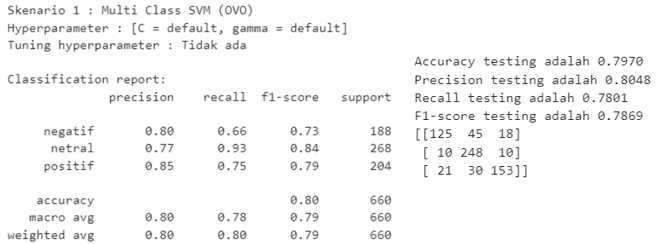 Skenario 1 : Multi Class SVM (OVO)
Hyperparameter : [C = default, gamma = default]
Tuning hyperparameter : Tidak ada
Classification report:
precision recall f1-score support
negatif 0.80 0.66 0.73 188
netral 0.77 0.93 0.84 268
positif 0.85 0.75 0.79 204
accuracy 0.80 660
macro avg 0.80 0.78 0.79 660
weighted avg 0.80 0.80 0.79 660
Accuracy testing adalah 0.7970
Precision testing adalah 0.8048
Recall testing adalah 0.7801
F1-score testing adalah 0.7869
[[125 45 18]
[ 10 248 10]
[ 21 30 153]]